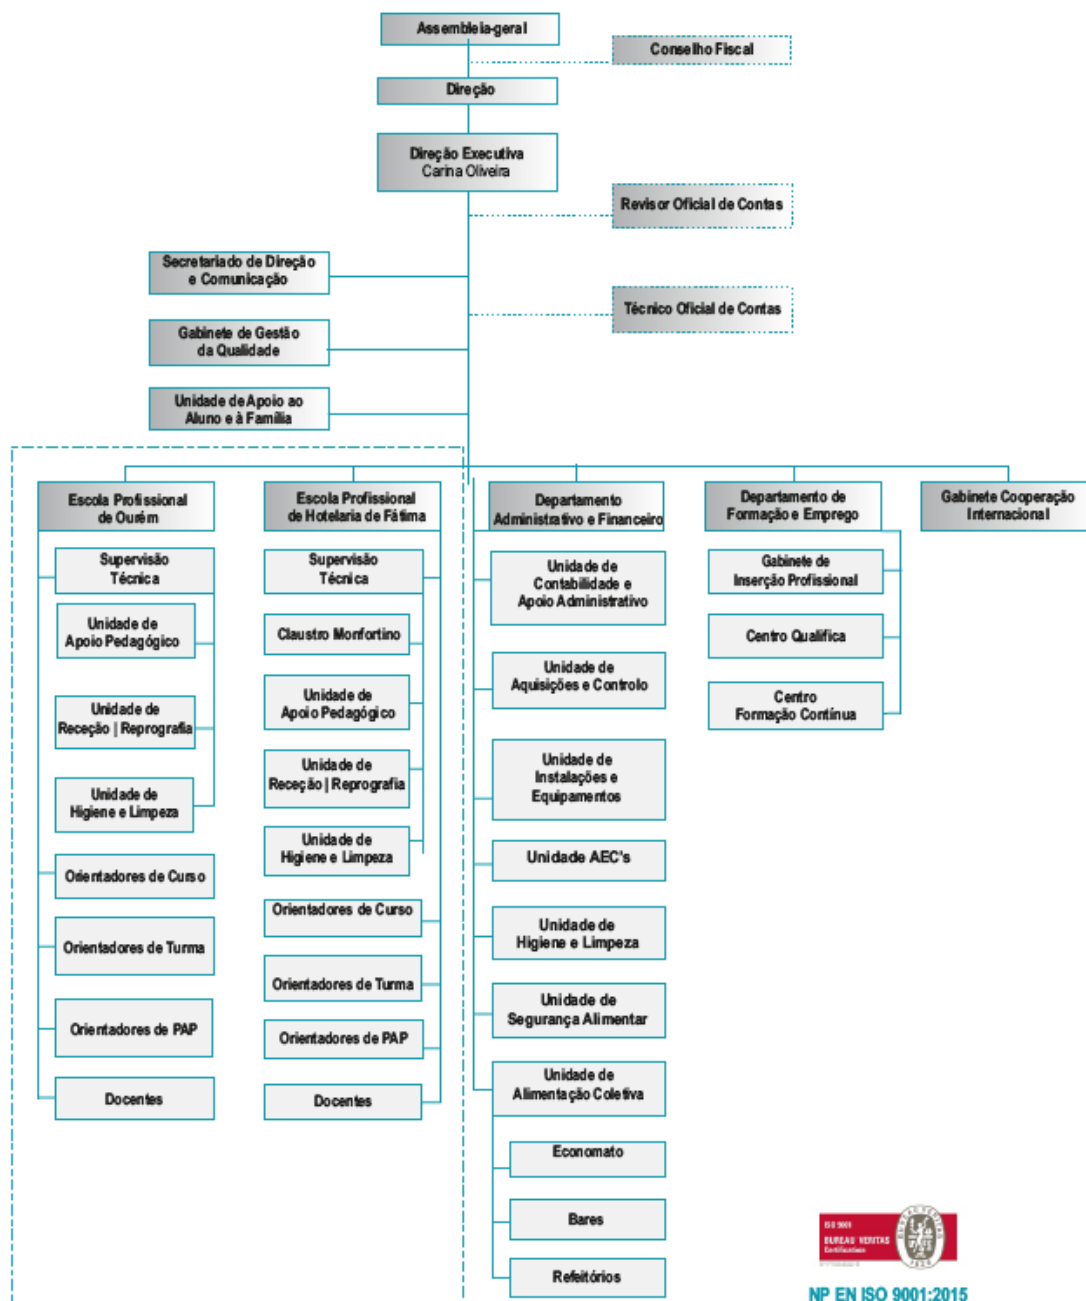 Assembleia-geral
Conselho Fiscal
Direção
Direção Executiva
Carina Oliveira
Revisor Oficial de Contas
Secretariado de Direção
e Comunicação
Técnico Oficial de Contas
Gabinete de Gestão
da Qualidade
Unidade de Apoio ao
Aluno e à Família
Escola Profissional
de Ourém
Supervisão
Técnica
Unidade de
Apoio Pedagógico
Unidade de
Receção | Reprografia
Unidade de
Higiene e Limpeza
Orientadores de Curso
Orientadores de Turma
Orientadores de PAP
Docentes
Escola Profissional
de Hotelaria de Fátima
Supervisão
Técnica
Claustro Monfortino
Unidade de
Apoio Pedagógico
Unidade de
Receção | Reprografia
Unidade de
Higiene e Limpeza
Orientadores de Curso
Orientadores de Turma
Orientadores de PAP
Docentes
Departamento
Administrativo e Financeiro
Unidade de
Contabilidade e
Apoio Administrativo
Unidade de
Aquisições e Controlo
Unidade de
Instalações e
Equipamentos
Unidade AEC's
Unidade de
Higiene e Limpeza
Unidade de
Segurança Alimentar
Unidade de
Alimentação Coletiva
Economato
Bares
Refeitórios
Departamento de
Formação e Emprego
Gabinete de
Inserção Profissional
Centro Qualifica
Centro
Formação Contínua
Gabinete Cooperação
Internacional
ISO 9001
BUREAU VERITAS
Certification
BUREAU VERITAS
1828
NP EN ISO 9001:2015